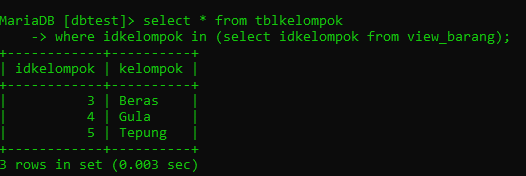 MariaDB [dbtest]> select * from tblkelompok
    -> where idkelompok in (select idkelompok from view_barang);
+------------+----------+
| idkelompok | kelompok |
+------------+----------+
|          3 | Beras    |
|          4 | Gula     |
|          5 | Tepung   |
+------------+----------+
3 rows in set (0.003 sec)